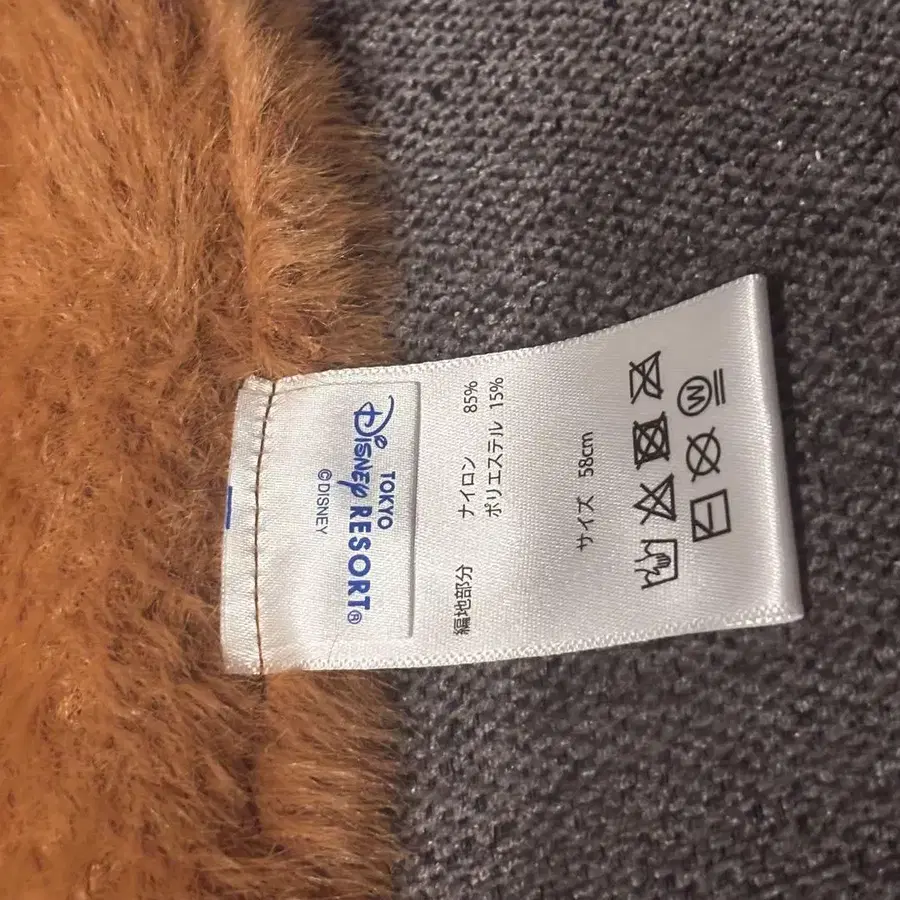 ©DISNEY
TOKYO
DISNEY RESORT®
編地部分 ナイロン 85%
ポリエステル 15%
サイズ 58cm
W